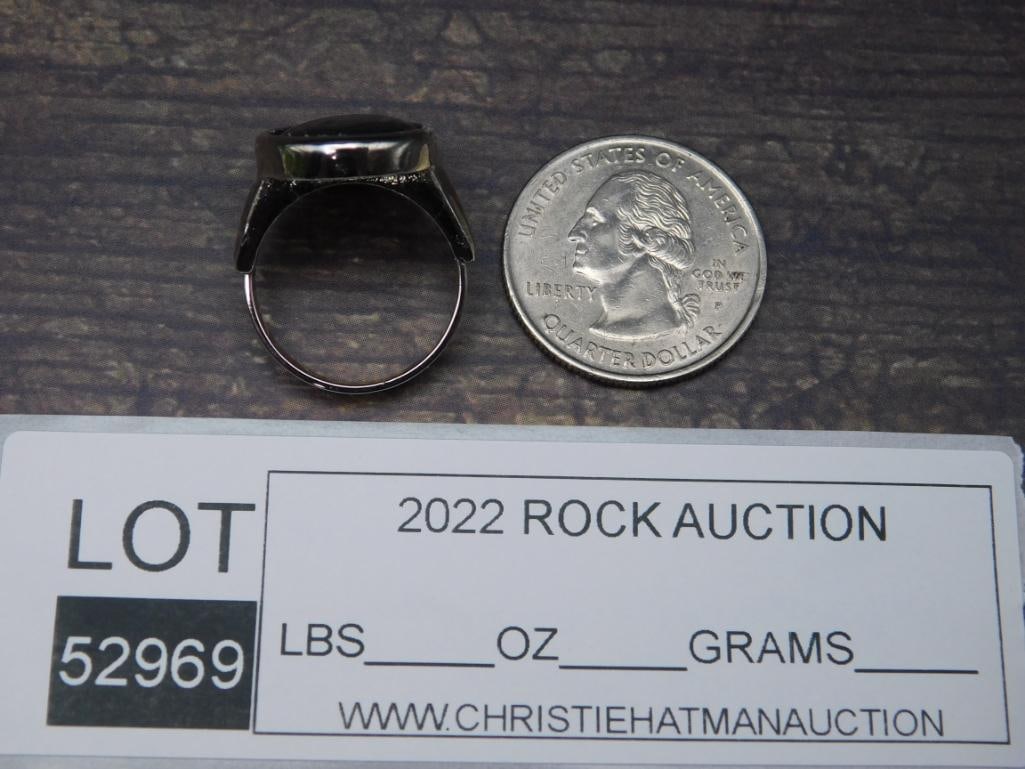 UNITED STATES OF AMERICA
LIBERTY
IN
GOD WE
TRUST
P
QUARTER DOLLAR
LOT
52969
2022 ROCK AUCTION
LBS_____OZ_____GRAMS_____
WWW.CHRISTIEHATMANAUCTION